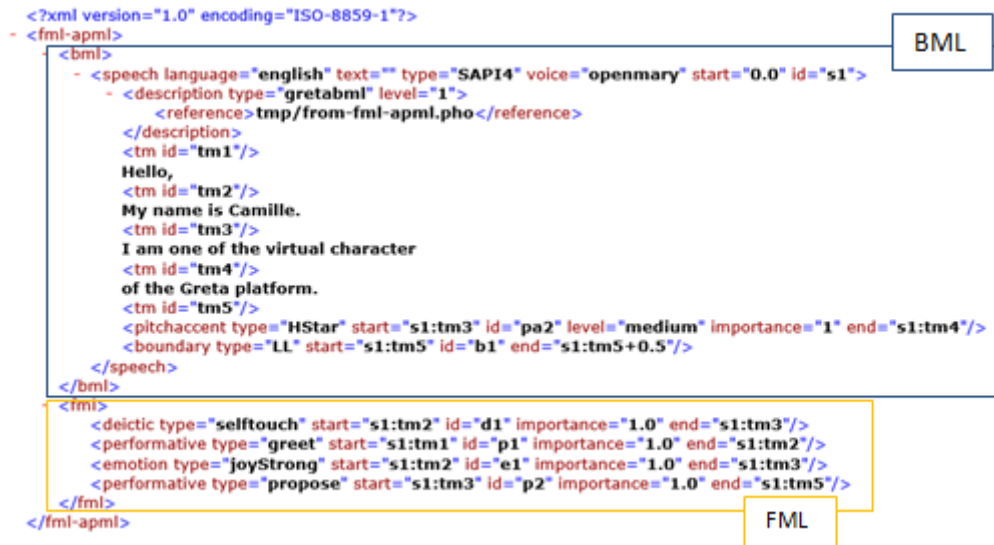 <?xml version="1.0" encoding="ISO-8859-1"?>
- <fml-apml>
- <bml>
- <speech language="english" text="" type="SAPI4" voice="openmary" start="0.0" id="s1">
- <description type="gretabml" level="1">
<reference>tmp/from-fml-apml.pho</reference>
</description>
<tm id="tm1"/>
Hello,
<tm id="tm2"/>
My name is Camille.
<tm id="tm3"/>
I am one of the virtual character
<tm id="tm4"/>
of the Greta platform.
<tm id="tm5"/>
<pitchaccent type="HStar" start="s1:tm3" id="pa2" level="medium" importance="1" end="s1:tm4"/>
<boundary type="LL" start="s1:tm5" id="b1" end="s1:tm5+0.5"/>
</speech>
</bml>
- <fml>
<deictic type="selftouch" start="s1:tm2" id="d1" importance="1.0" end="s1:tm3"/>
<performative type="greet" start="s1:tm1" id="p1" importance="1.0" end="s1:tm2"/>
<emotion type="joyStrong" start="s1:tm2" id="e1" importance="1.0" end="s1:tm3"/>
<performative type="propose" start="s1:tm3" id="p2" importance="1.0" end="s1:tm5"/>
</fml>
</fml-apml>
BML
FML